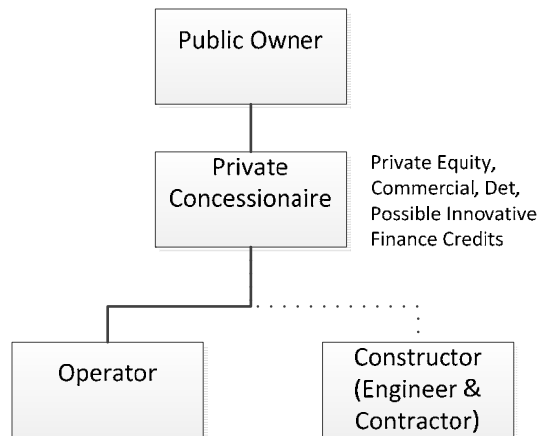 Public Owner
Private
Concessionaire
Private Equity,
Commercial, Det,
Possible Innovative
Finance Credits
Operator
Constructor
(Engineer &
Contractor)